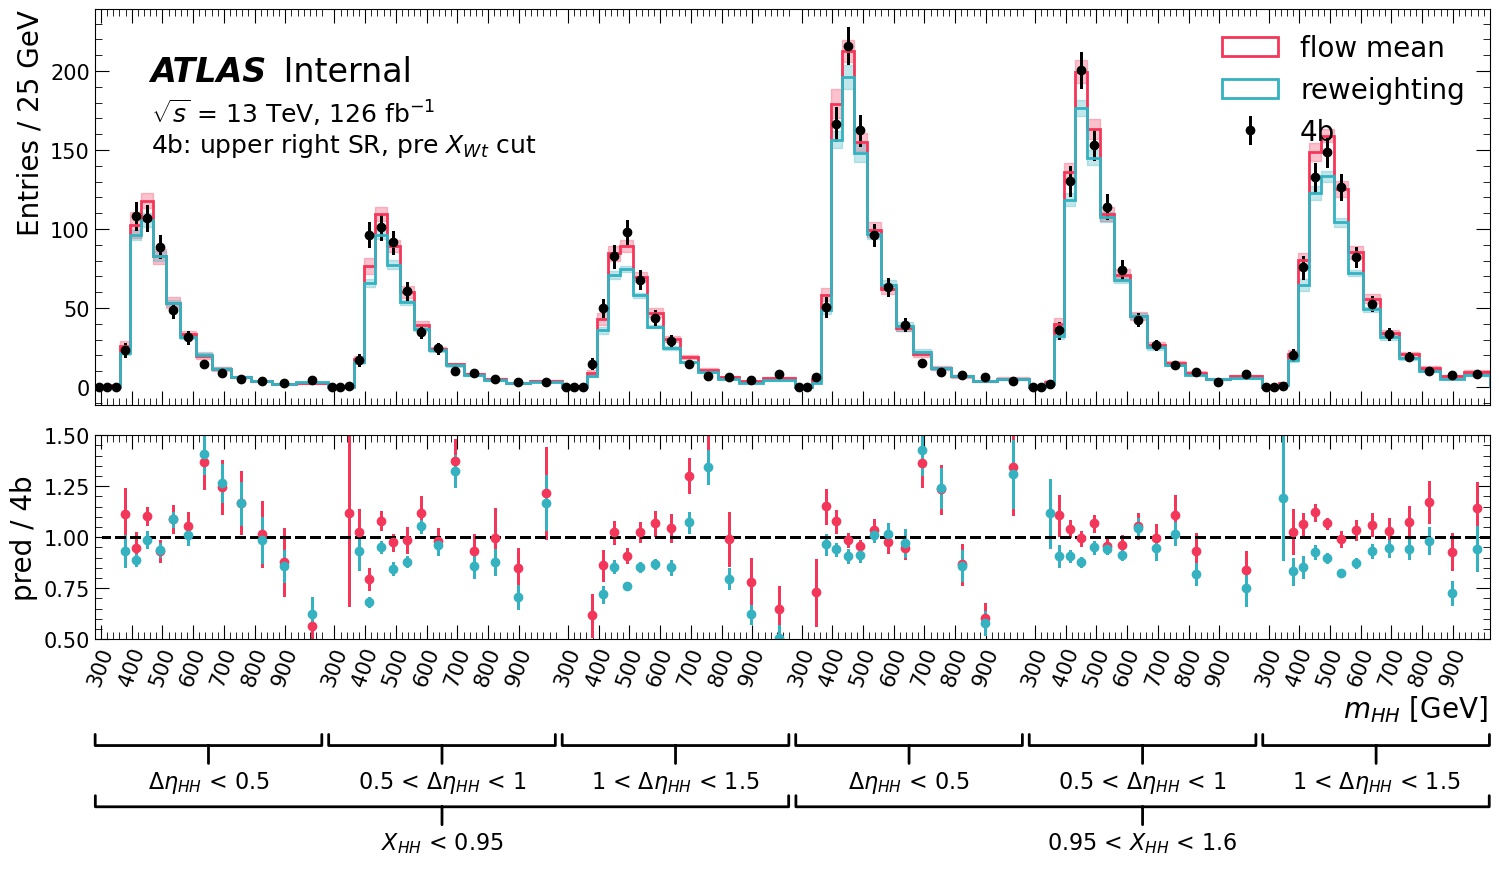 Entries / 25 GeV
200
150
100
50
0
ATLAS Internal
√s = 13 TeV, 126 fb⁻¹
4b: upper right SR, pre X_Wt cut
flow mean
reweighting
4b
pred / 4b
1.50
1.25
1.00
0.75
0.50
300 400 500 600 700 800 900 300 400 500 600 700 800 900 300 400 500 600 700 800 900 300 400 500 600 700 800 900 300 400 500 600 700 800 900 300 400 500 600 700 800 900
m_HH [GeV]
Δη_HH < 0.5 0.5 < Δη_HH < 1 1 < Δη_HH < 1.5 Δη_HH < 0.5 0.5 < Δη_HH < 1 1 < Δη_HH < 1.5
X_HH < 0.95 0.95 < X_HH < 1.6